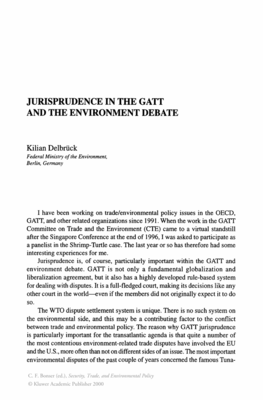 JURISPRUDENCE IN THE GATT
AND THE ENVIRONMENT DEBATE
Kilian Delbrück
Federal Ministry of the Environment,
Berlin, Germany
I have been working on trade/environmental policy issues in the OECD,
GATT, and other related organizations since 1991. When the work in the GATT
Committee on Trade and the Environment (CTE) came to a virtual standstill
after the Singapore Conference at the end of 1996, I was asked to participate as
a panelist in the Shrimp-Turtle case. The last year or so has therefore had some
interesting experiences for me.
Jurisprudence is, of course, particularly important within the GATT and
environment debate. GATT is not only a fundamental globalization and
liberalization agreement, but it also has a highly developed rule-based system
for dealing with disputes. It is a full-fledged court, making its decisions like any
other court in the world—even if the members did not originally expect it to do
so.
The WTO dispute settlement system is unique. There is no such system on
the environmental side, and this may be a contributing factor to the conflict
between trade and environmental policy. The reason why GATT jurisprudence
is particularly important for the transatlantic agenda is that quite a number of
the most contentious environment-related trade disputes have involved the EU
and the U.S., more often than not on different sides of an issue. The most important
environmental disputes of the past couple of years concerned the famous Tuna-
C. F. Runge (ed.), Security, Trade, and Environmental Policy
© Kluwer Academic Publisher 2000